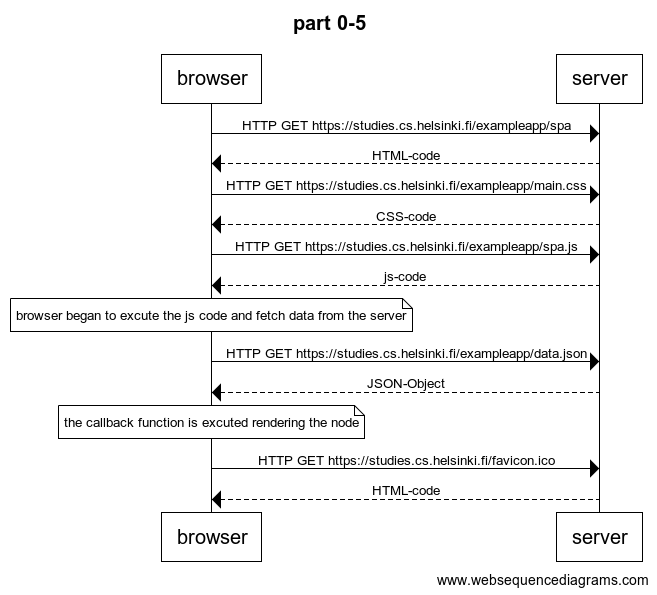 part 0-5
browser
server
HTTP GET https://studies.cs.helsinki.fi/exampleapp/spa
HTML-code
HTTP GET https://studies.cs.helsinki.fi/exampleapp/main.css
CSS-code
HTTP GET https://studies.cs.helsinki.fi/exampleapp/spa.js
js-code
browser began to excute the js code and fetch data from the server
HTTP GET https://studies.cs.helsinki.fi/exampleapp/data.json
JSON-Object
the callback function is excuted rendering the node
HTTP GET https://studies.cs.helsinki.fi/favicon.ico
HTML-code
browser
server
www.websequencediagrams.com